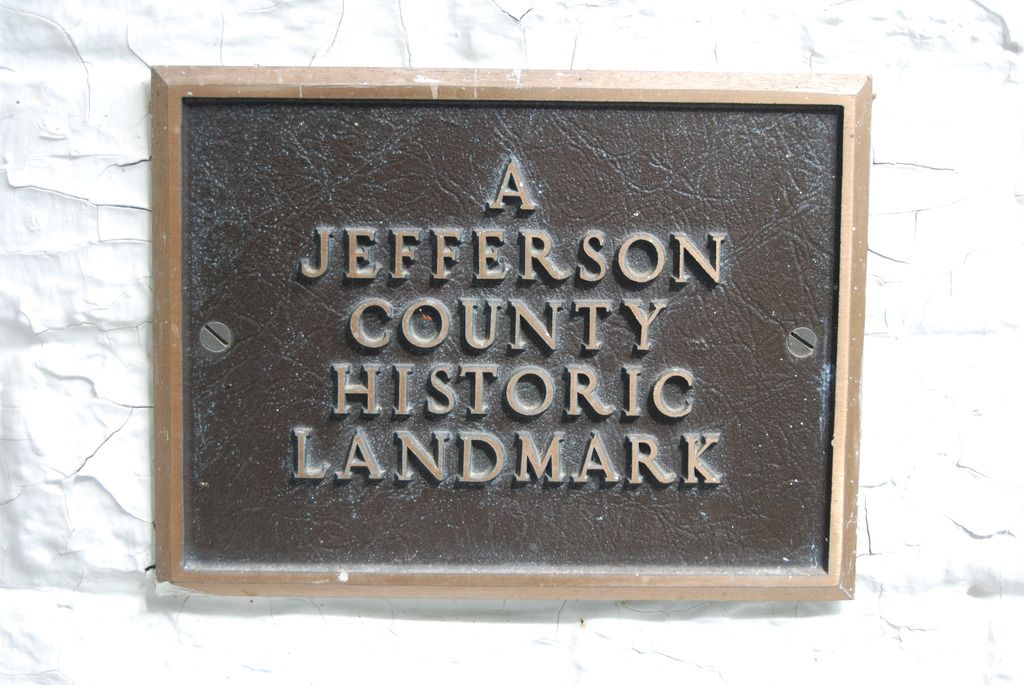 A
JEFFERSON
COUNTY
HISTORIC
LANDMARK